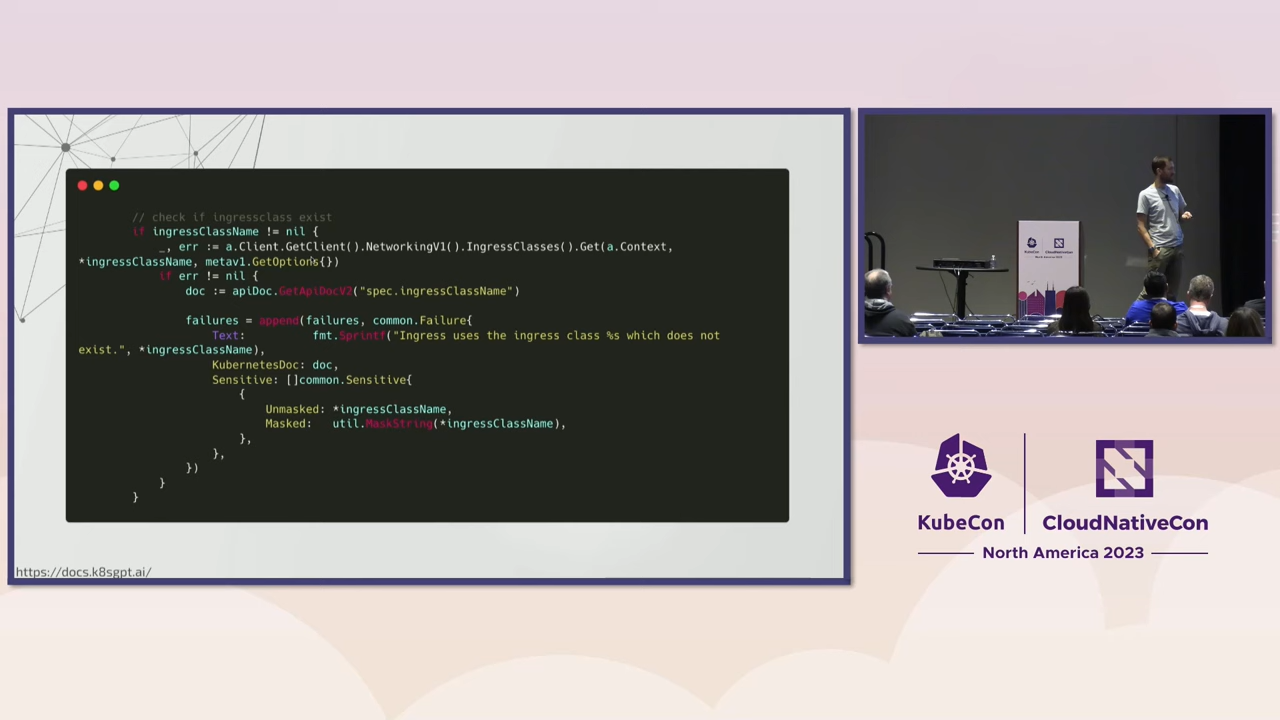 // check if ingressclass exist
if ingressClassName != nil {
_, err := a.Client.GetClient().NetworkingV1().IngressClasses().Get(a.Context,
*ingressClassName, metav1.GetOptions{})
if err != nil {
doc := apiDoc.GetApiDocV2("spec.ingressClassName")
failures = append(failures, common.Failure{
Text: fmt.Sprintf("Ingress uses the ingress class %s which does not
exist.", *ingressClassName),
KubernetesDoc: doc,
Sensitive: []common.Sensitive{
{
Unmasked: *ingressClassName,
Masked: util.MaskString(*ingressClassName),
},
},
})
}
}
https://docs.k8sgpt.ai/
KubeCon
CloudNativeCon
North America 2023